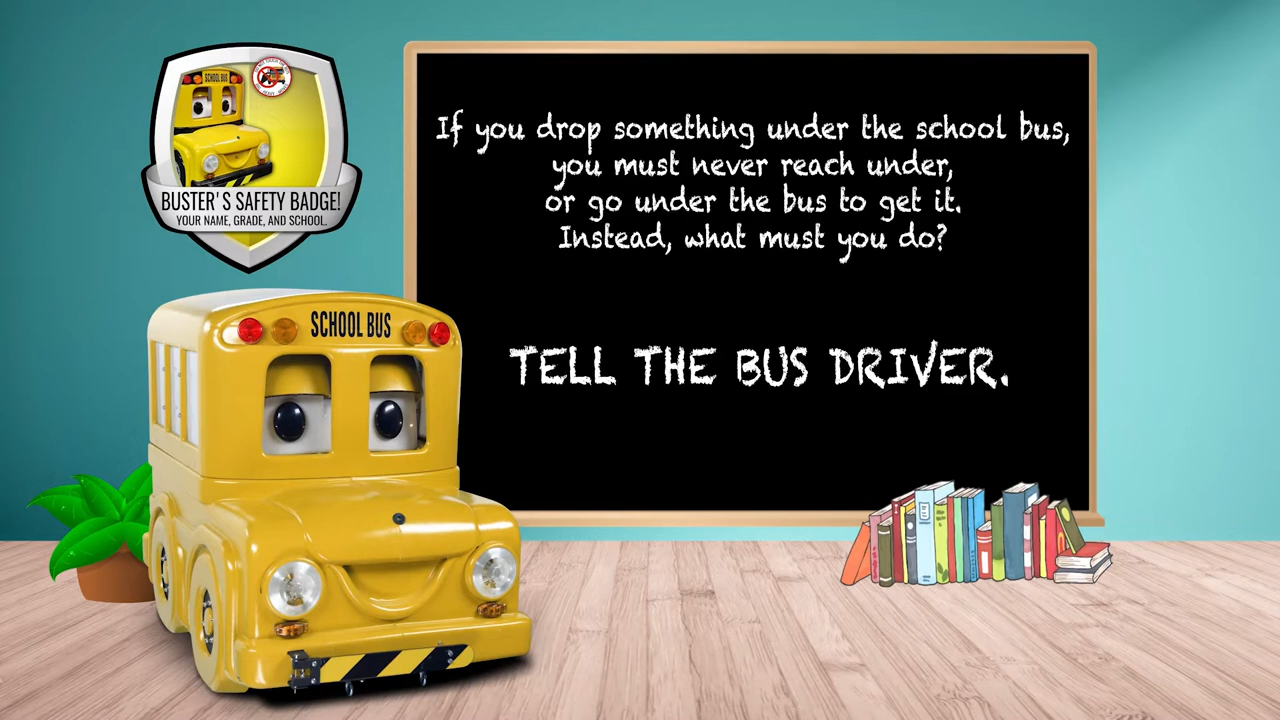 SCHOOL BUS
BUSTER'S SAFETY BADGE!
YOUR NAME, GRADE, AND SCHOOL.
If you drop something under the school bus,
you must never reach under,
or go under the bus to get it.
Instead, what must you do?
TELL THE BUS DRIVER.
SCHOOL BUS